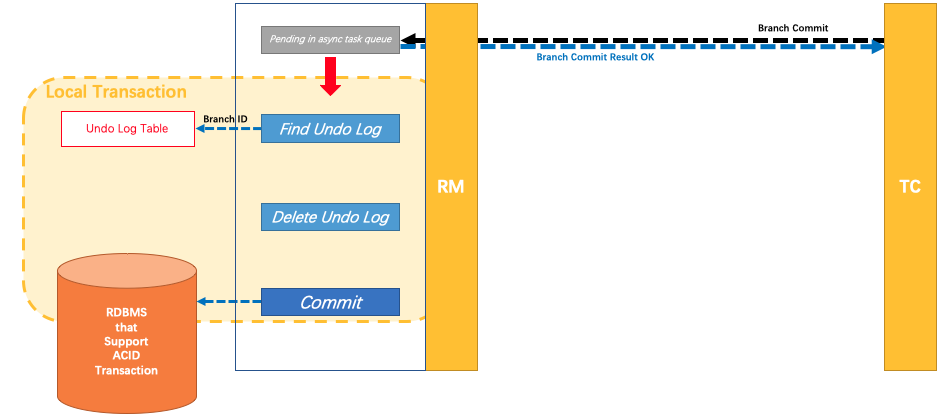 Branch Commit
Pending in async task queue
Branch Commit Result OK
Local Transaction
Branch ID
Undo Log Table
Find Undo Log
RM
TC
Delete Undo Log
Commit
RDBMS
that
Support
ACID
Transaction